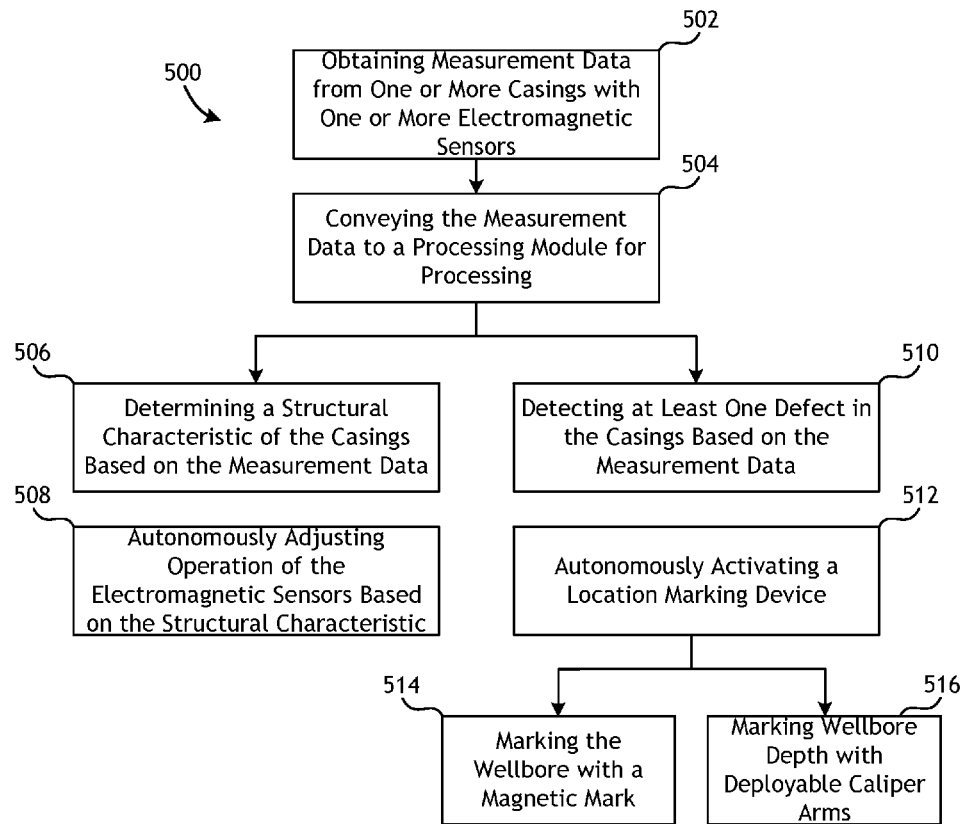 502
500
Obtaining Measurement Data
from One or More Casings with
One or More Electromagnetic
Sensors
504
Conveying the Measurement
Data to a Processing Module for
Processing
506
510
Determining a Structural
Characteristic of the Casings
Based on the Measurement Data
Detecting at Least One Defect in
the Casings Based on the
Measurement Data
508
512
Autonomously Adjusting
Operation of the
Electromagnetic Sensors Based
on the Structural Characteristic
Autonomously Activating a
Location Marking Device
514
516
Marking the
Wellbore with a
Magnetic Mark
Marking Wellbore
Depth with
Deployable Caliper
Arms